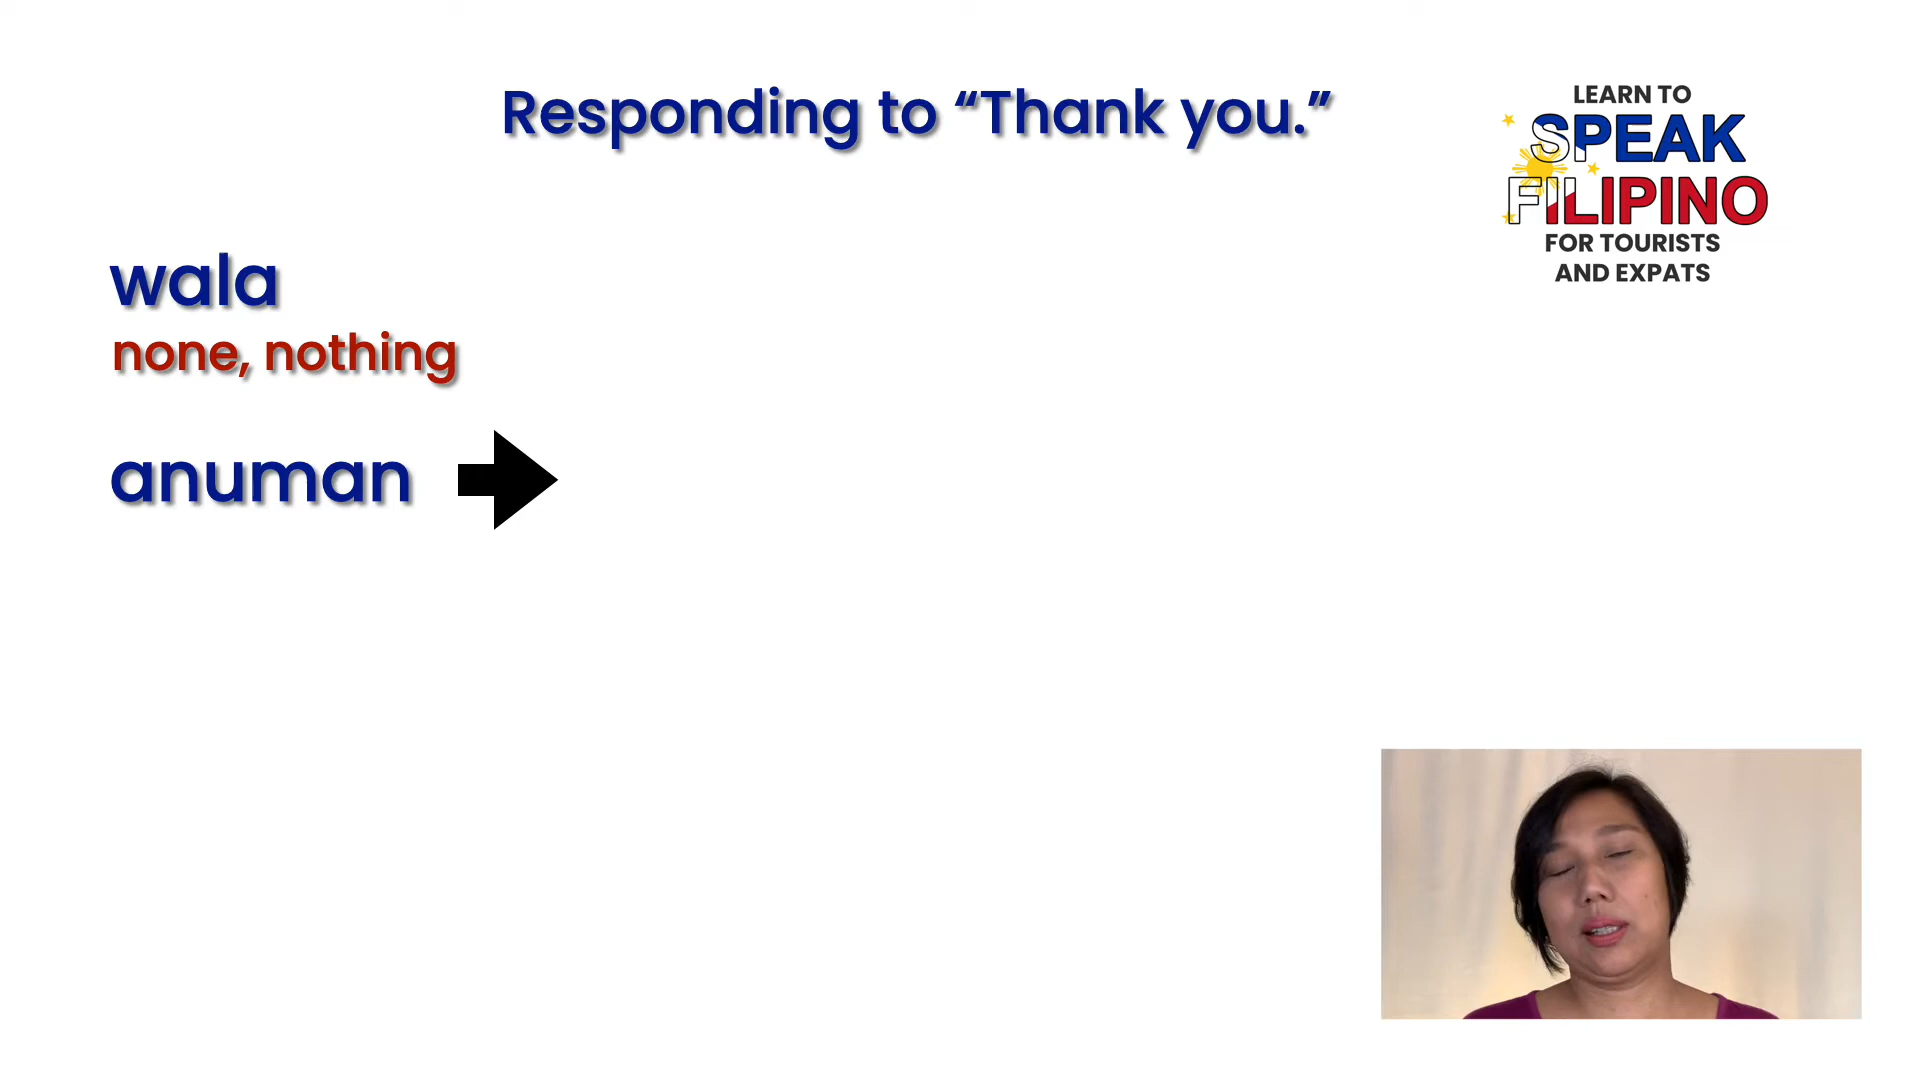 Responding to “Thank you.”
LEARN TO
SPEAK
FILIPINO
FOR TOURISTS
AND EXPATS
wala
none, nothing
anuman